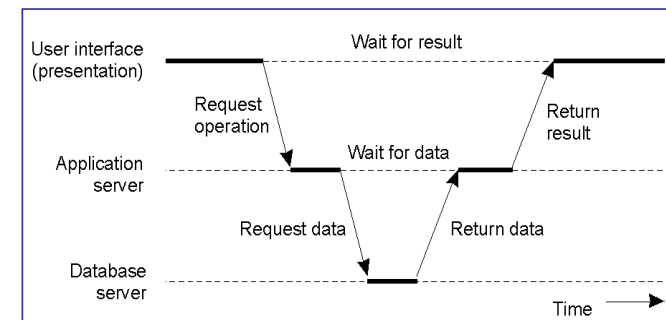 User interface
(presentation)
Wait for result
Request
operation
Return
result
Application
server
Wait for data
Request data
Return data
Database
server
Time